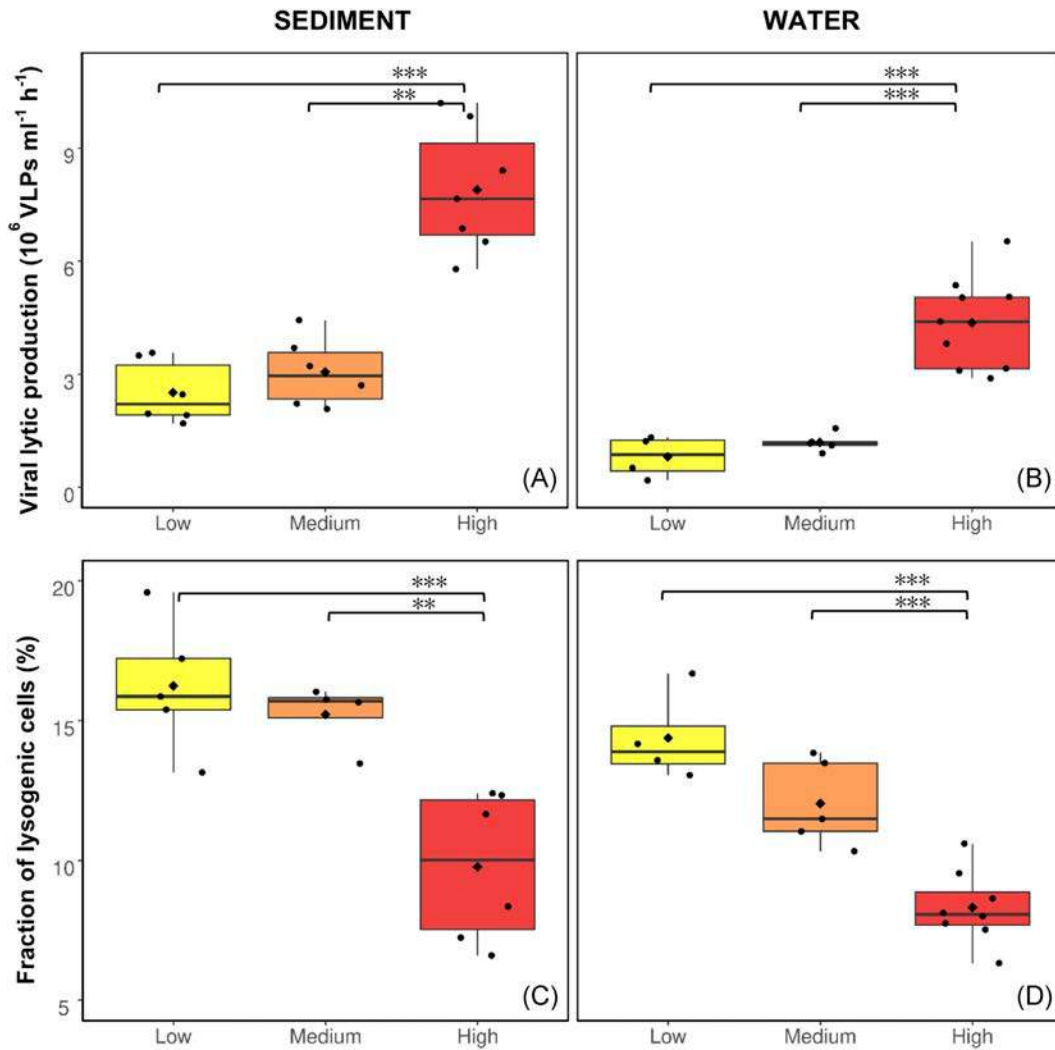 SEDIMENT
WATER
Viral lytic production (10⁶ VLPs ml⁻¹ h⁻¹)
9
6
3
0
***
**
(A)
Low Medium High
***
***
(B)
Low Medium High
Fraction of lysogenic cells (%)
20
15
10
5
***
**
(C)
Low Medium High
***
***
(D)
Low Medium High